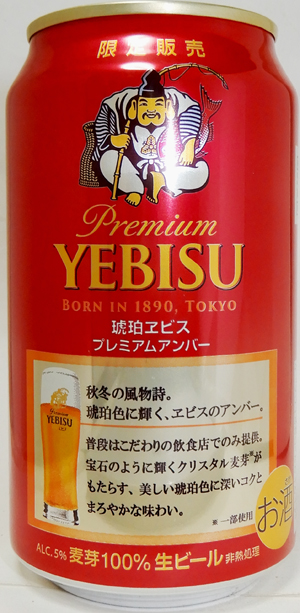 限定販売
Premium
YEBISU
BORN IN 1890, TOKYO
琥珀ヱビス
プレミアムアンバー
Premium
YEBISU
秋冬の風物詩。
琥珀色に輝く、ヱビスのアンバー。
普段はこだわりの飲食店でのみ提供。
宝石のように輝くクリスタル麦芽※が
もたらす、美しい琥珀色に深いコクと
まろやかな味わい。
※一部使用
お酒
ALC.5% 麦芽100% 生ビール 非熱処理